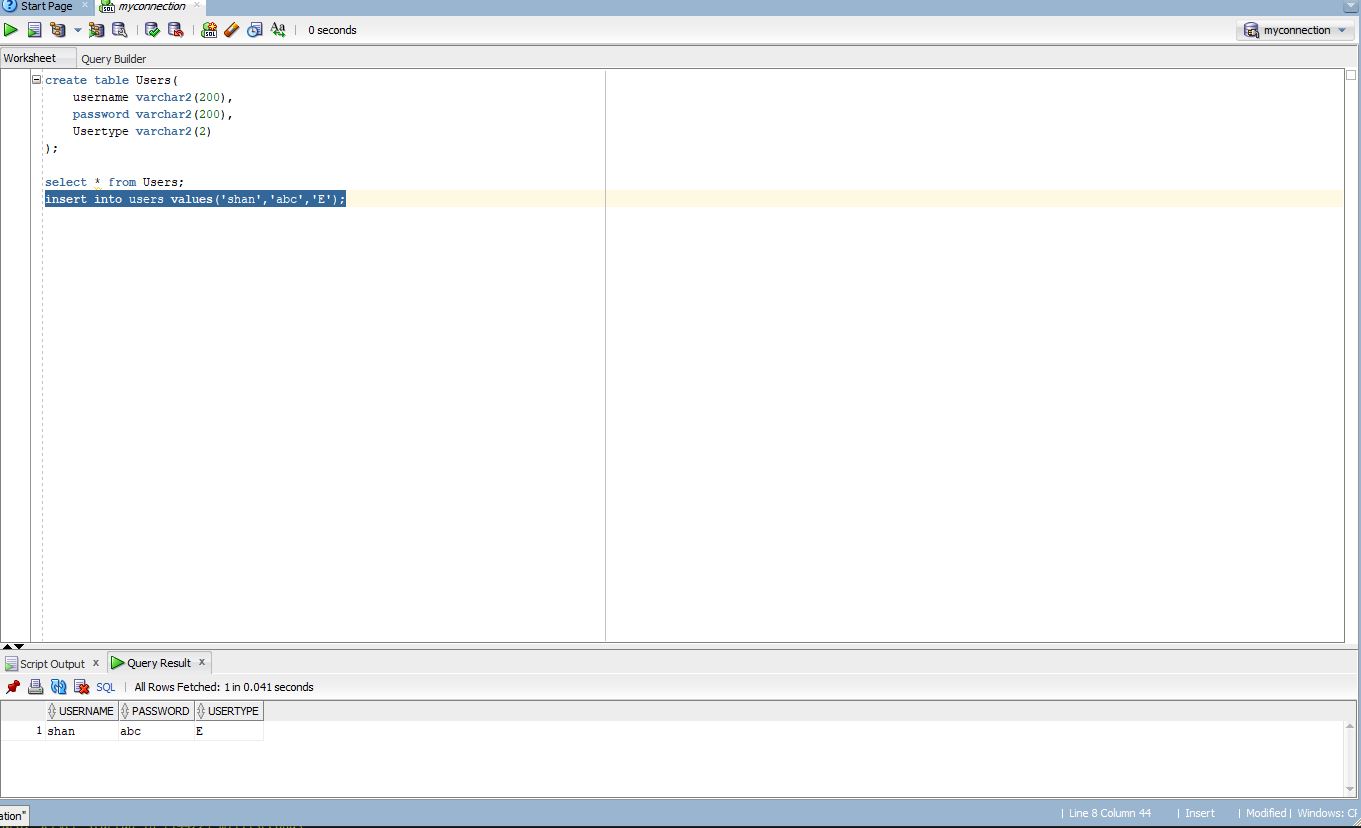 Start Page
myconnection
0 seconds
myconnection
Worksheet
Query Builder
create table Users(
username varchar2(200),
password varchar2(200),
Usertype varchar2(2)
);
select * from Users;
insert into users values('shan','abc','E');
Script Output x
Query Result x
SQL | All Rows Fetched: 1 in 0.041 seconds
USERNAME PASSWORD USERTYPE
1 shan abc E
ation"
| Line 8 Column 44 | Insert | Modified | Windows: